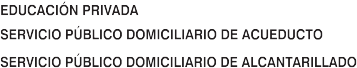 EDUCACIÓN PRIVADA
SERVICIO PÚBLICO DOMICILIARIO DE ACUEDUCTO
SERVICIO PÚBLICO DOMICILIARIO DE ALCANTARILLADO